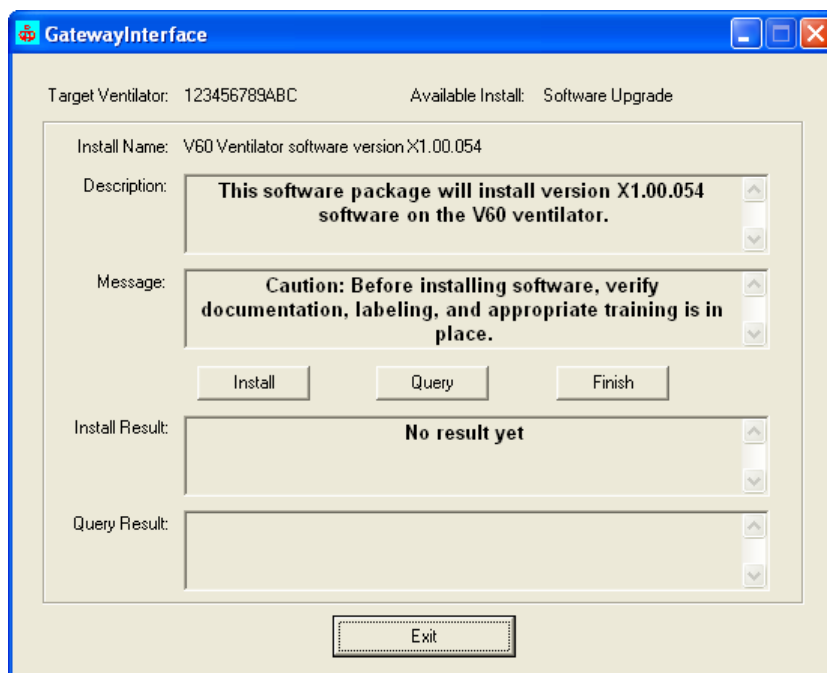 GatewayInterface
Target Ventilator: 123456789ABC Available Install: Software Upgrade
Install Name: V60 Ventilator software version X1.00.054
Description: This software package will install version X1.00.054
software on the V60 ventilator.
Message: Caution: Before installing software, verify
documentation, labeling, and appropriate training is in
place.
Install Query Finish
Install Result: No result yet
Query Result:
Exit